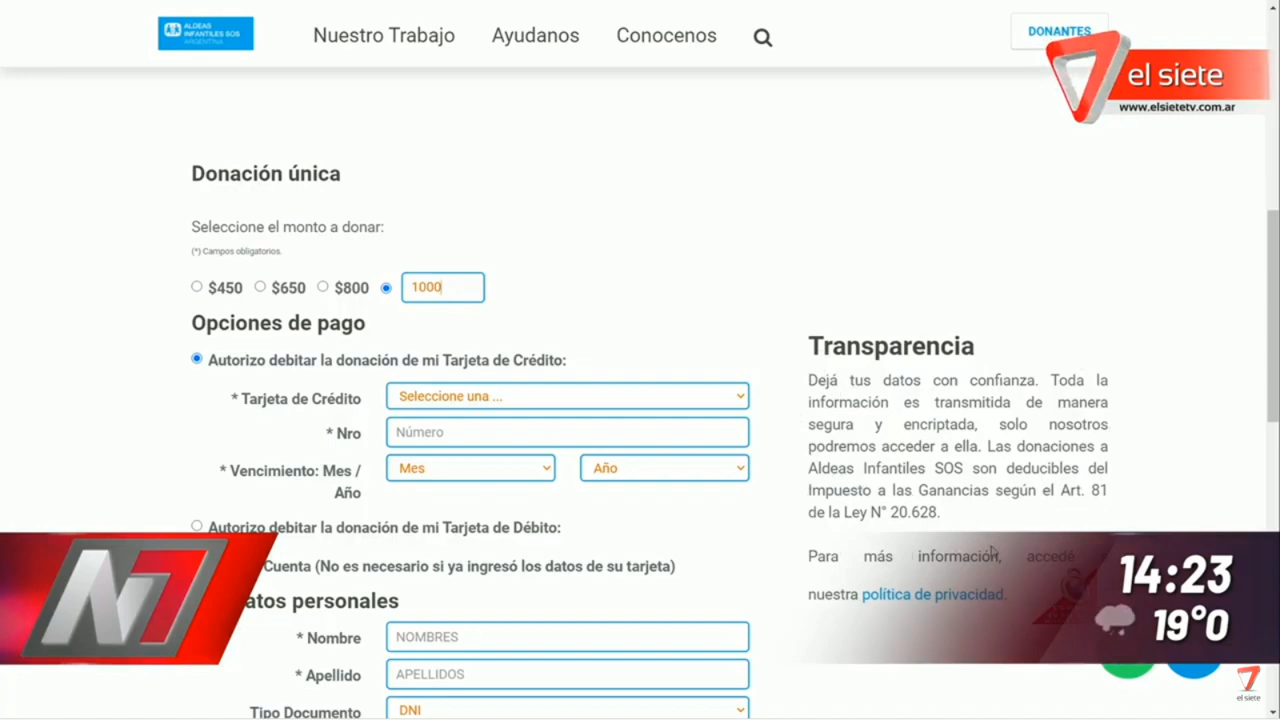 ALDEAS
INFANTILES SOS
ARGENTINA
Nuestro Trabajo
Ayudanos
Conocenos
DONANTES
el siete
www.elsietetv.com.ar
Donación única
Seleccione el monto a donar:
(*) Campos obligatorios.
$450
$650
$800
1000
Opciones de pago
Autorizo debitar la donación de mi Tarjeta de Crédito:
* Tarjeta de Crédito
Seleccione una ...
* Nro
Número
* Vencimiento: Mes /
Año
Mes
Año
Autorizo debitar la donación de mi Tarjeta de Débito:
Cuenta (No es necesario si ya ingresó los datos de su tarjeta)
atos personales
* Nombre
NOMBRES
* Apellido
APELLIDOS
Tipo Documento
DNI
Transparencia
Dejá tus datos con confianza. Toda la
información es transmitida de manera
segura y encriptada, solo nosotros
podremos acceder a ella. Las donaciones a
Aldeas Infantiles SOS son deducibles del
Impuesto a las Ganancias según el Art. 81
de la Ley N° 20.628.
Para más información, accedé
nuestra política de privacidad.
N7
14:23
19°0
el siete